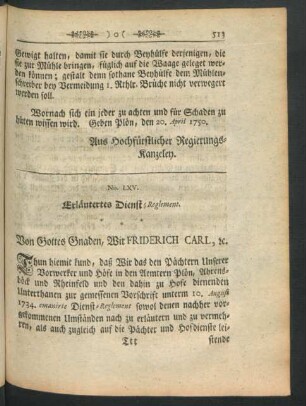 ) o ( 513
Gewigt halten, damit sie durch Beyhülfe derjenigen, die
sie zur Mühle bringen, füglich auf die Waage geleget wer-
den können; gestalt denn sothane Beyhülfe dem Mühlen-
schreiber bey Vermeidung 1. Rthlr. Brüche nicht verwegert
werden soll.
Wornach sich ein jeder zu achten und für Schaden zu
hüten wissen wird. Geben Plön, den 20. April 1750.
Aus Hochfürstlicher Regierungs-
Kanzeley.
No. LXV.
Erläutertes Dienst-Reglement.
Von Gottes Gnaden, Wir FRIDERICH CARL, &c.
Thun hiemit kund, daß Wir das den Pächtern Unserer
Vorwerker und Höfe in den Aemtern Plön, Ahrens-
böck und Rheinfeld und den dahin zu Hofe dienenden
Unterthanen zur gemessenen Vorschrift unterm 10. August
1734. emanirte Dienst-Reglement sowol denen nachher vor-
gekommenen Umständen nach zu erläutern und zu vermeh-
ren, als auch zugleich auf die Pächter und Hofdienste lei-
Ttt stende